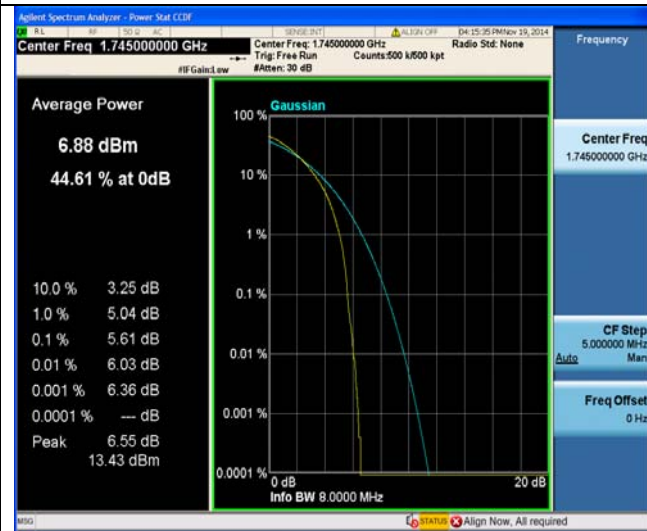 Agilent Spectrum Analyzer - Power Stat CCDF
RL RF 50 Ω AC SENSE:INT ALIGN OFF 04:15:35 PM Nov 19, 2014
Center Freq 1.745000000 GHz
Center Freq: 1.745000000 GHz Radio Std: None
Trig: Free Run Counts:500 k/500 kpt
#IFGain:Low #Atten: 30 dB
Frequency
Average Power
6.88 dBm
44.61 % at 0dB
10.0 % 3.25 dB
1.0 % 5.04 dB
0.1 % 5.61 dB
0.01 % 6.03 dB
0.001 % 6.36 dB
0.0001 % --- dB
Peak 6.55 dB
13.43 dBm
Gaussian
100 %
10 %
1 %
0.1 %
0.01 %
0.001 %
0.0001 %
0 dB 20 dB
Info BW 8.0000 MHz
Center Freq
1.745000000 GHz
CF Step
5.000000 MHz
Auto Man
Freq Offset
0 Hz
MSG STATUS Align Now, All required